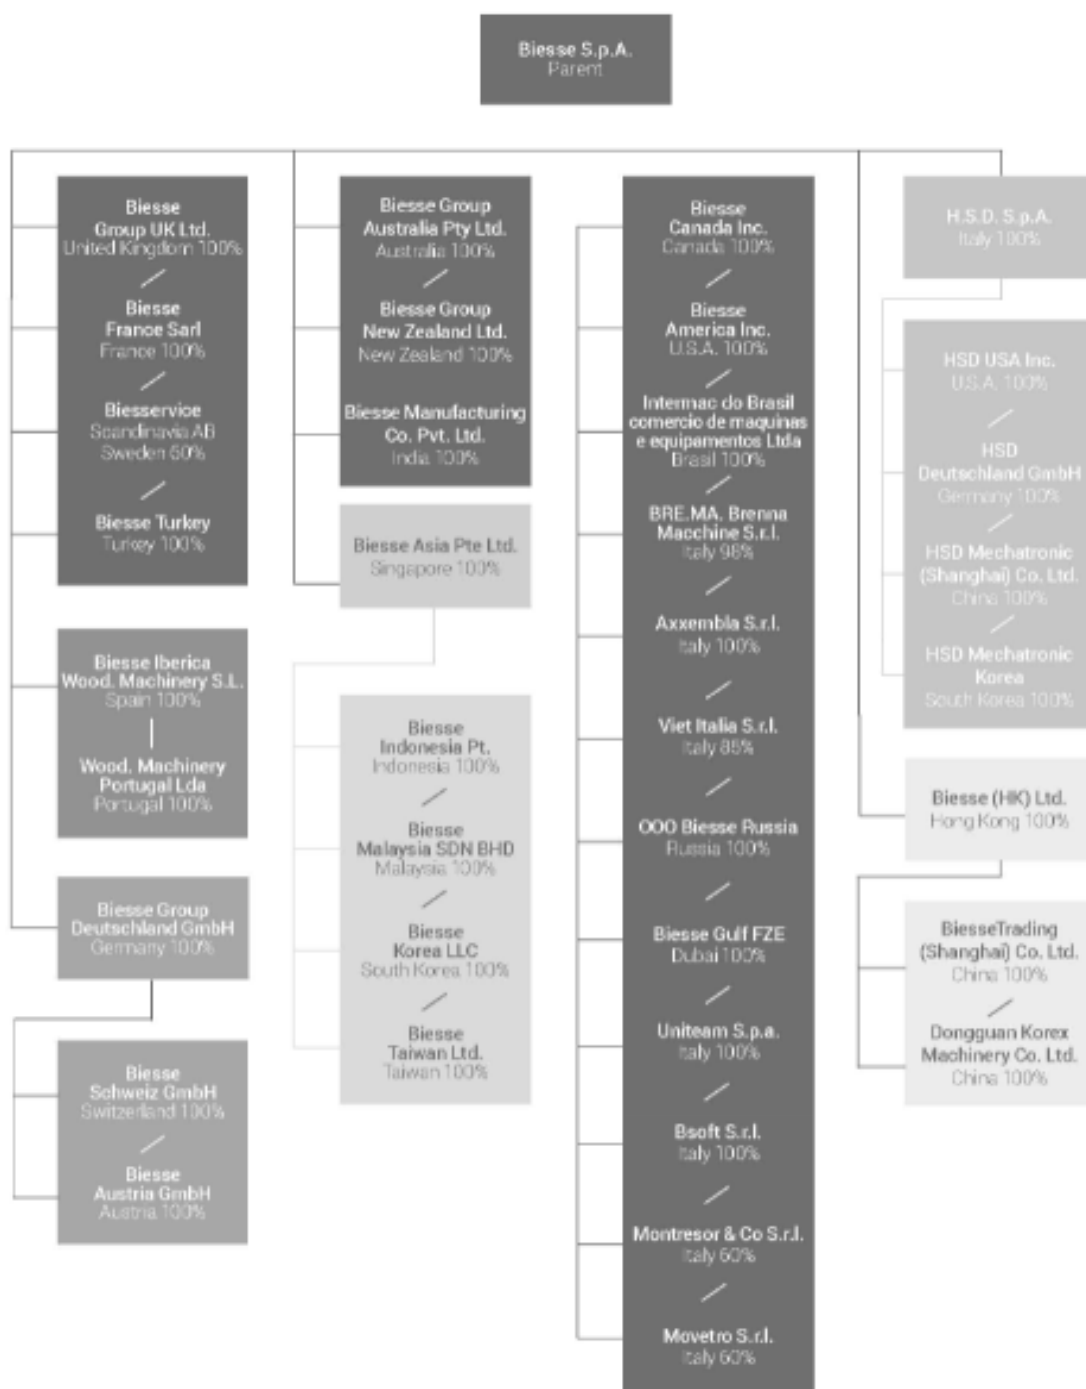 Biesse S.p.A.
Parent
Biesse
Group UK Ltd.
United Kingdom 100%
Biesse
France Sarl
France 100%
Biesservice
Scandinavia AB
Sweden 60%
Biesse Turkey
Turkey 100%
Biesse Iberica
Wood. Machinery S.L.
Spain 100%
Wood. Machinery
Portugal Lda
Portugal 100%
Biesse Group
Deutschland GmbH
Germany 100%
Biesse
Schweiz GmbH
Switzerland 100%
Biesse
Austria GmbH
Austria 100%
Biesse Group
Australia Pty Ltd.
Australia 100%
Biesse Group
New Zealand Ltd.
New Zealand 100%
Biesse Manufacturing
Co. Pvt. Ltd.
India 100%
Biesse Asia Pte Ltd.
Singapore 100%
Biesse
Indonesia Pt.
Indonesia 100%
Biesse
Malaysia SDN BHD
Malaysia 100%
Biesse
Korea LLC
South Korea 100%
Biesse
Taiwan Ltd.
Taiwan 100%
Biesse
Canada Inc.
Canada 100%
Biesse
America Inc.
U.S.A. 100%
Intermac do Brasil
comercio de maquinas
e equipamentos Ltda
Brasil 100%
BRE.MA. Brenna
Macchine S.r.l.
Italy 98%
Axxembla S.r.l.
Italy 100%
Viet Italia S.r.l.
Italy 85%
OOO Biesse Russia
Russia 100%
Biesse Gulf FZE
Dubai 100%
Uniteam S.p.a.
Italy 100%
Bsoft S.r.l.
Italy 100%
Montresor & Co S.r.l.
Italy 60%
Movetro S.r.l.
Italy 60%
H.S.D. S.p.A.
Italy 100%
HSD USA Inc.
U.S.A. 100%
HSD
Deutschland GmbH
Germany 100%
HSD Mechatronic
(Shanghai) Co. Ltd.
China 100%
HSD Mechatronic
Korea
South Korea 100%
Biesse (HK) Ltd.
Hong Kong 100%
BiesseTrading
(Shanghai) Co. Ltd.
China 100%
Dongguan Korex
Machinery Co. Ltd.
China 100%